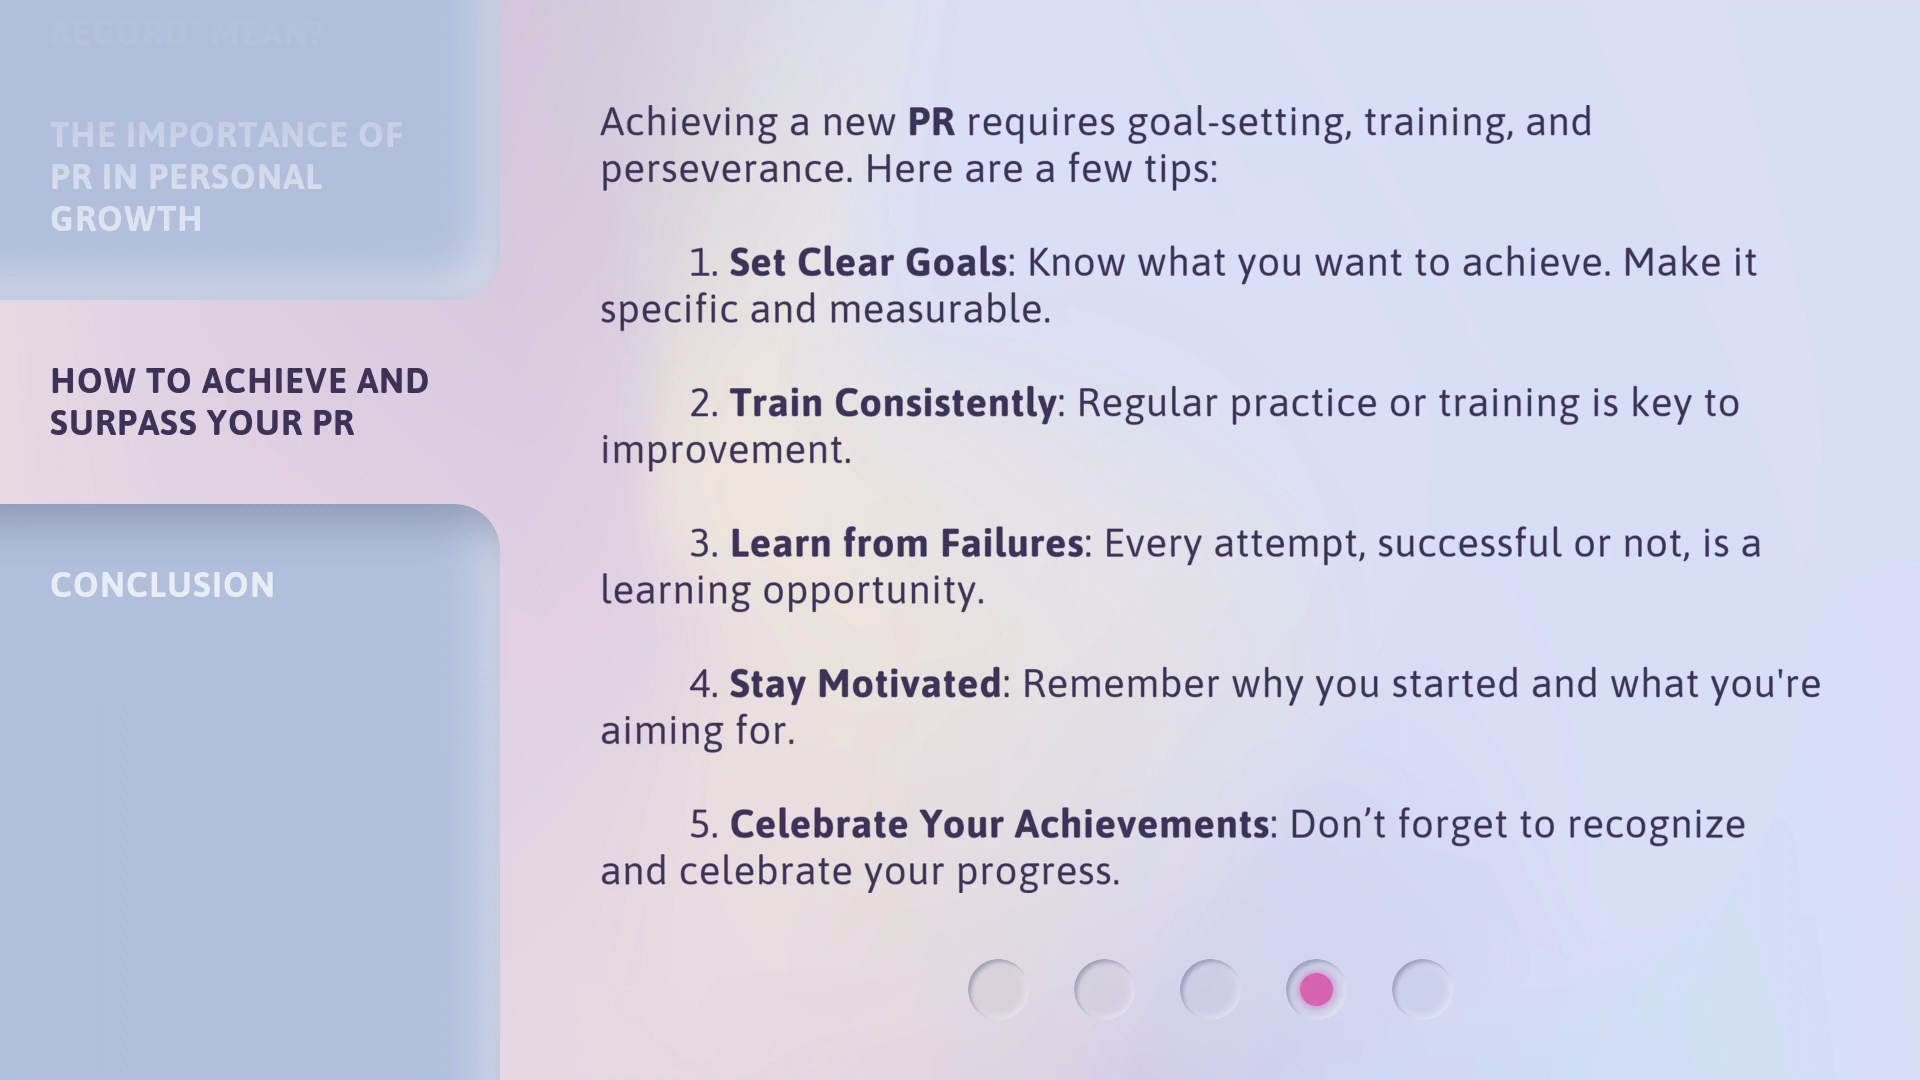 RECORD" MEAN?
THE IMPORTANCE OF
PR IN PERSONAL
GROWTH
HOW TO ACHIEVE AND
SURPASS YOUR PR
CONCLUSION
Achieving a new PR requires goal-setting, training, and
perseverance. Here are a few tips:
1. Set Clear Goals: Know what you want to achieve. Make it
specific and measurable.
2. Train Consistently: Regular practice or training is key to
improvement.
3. Learn from Failures: Every attempt, successful or not, is a
learning opportunity.
4. Stay Motivated: Remember why you started and what you're
aiming for.
5. Celebrate Your Achievements: Don’t forget to recognize
and celebrate your progress.